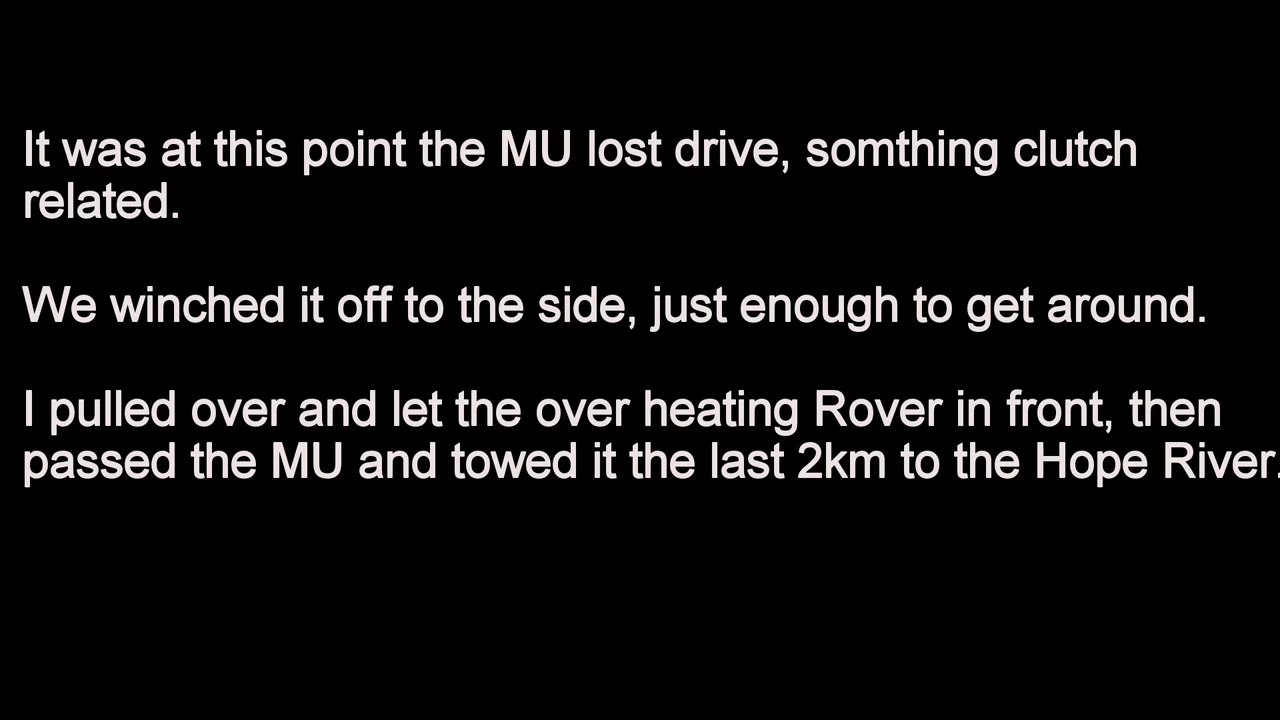 It was at this point the MU lost drive, somthing clutch
related.
We winched it off to the side, just enough to get around.
I pulled over and let the over heating Rover in front, then
passed the MU and towed it the last 2km to the Hope River.